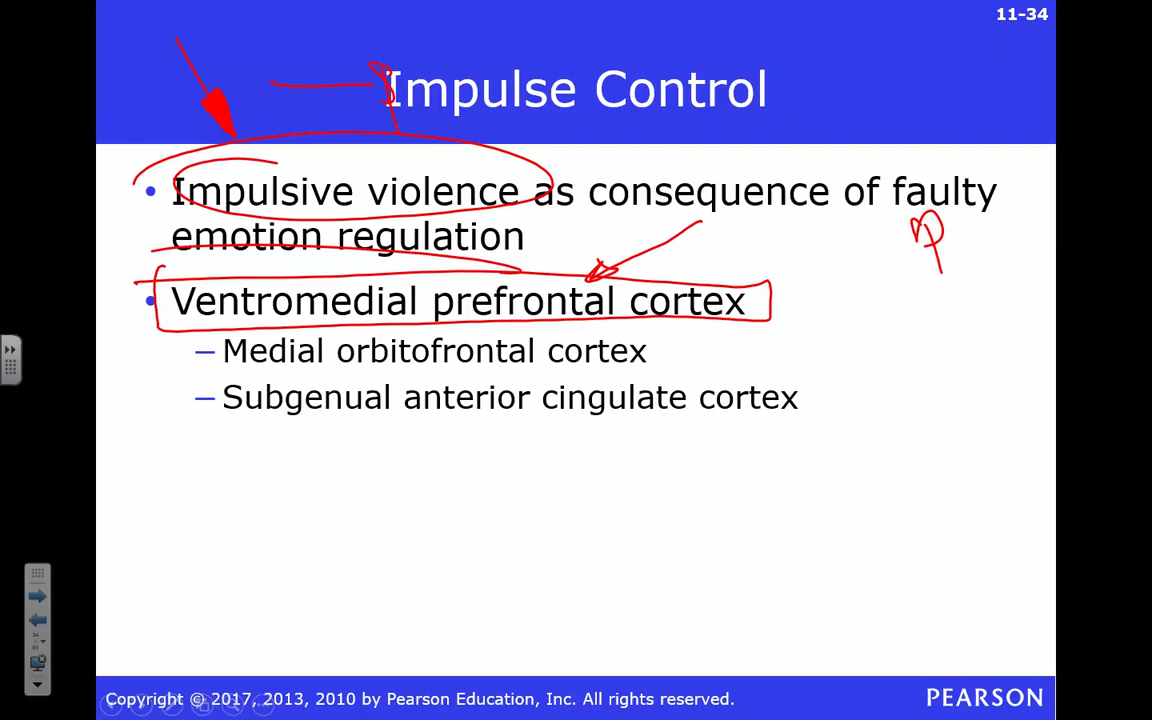 11-34
Impulse Control
• Impulsive violence as consequence of faulty
emotion regulation
• Ventromedial prefrontal cortex
– Medial orbitofrontal cortex
– Subgenual anterior cingulate cortex
Copyright © 2017, 2013, 2010 by Pearson Education, Inc. All rights reserved.
PEARSON